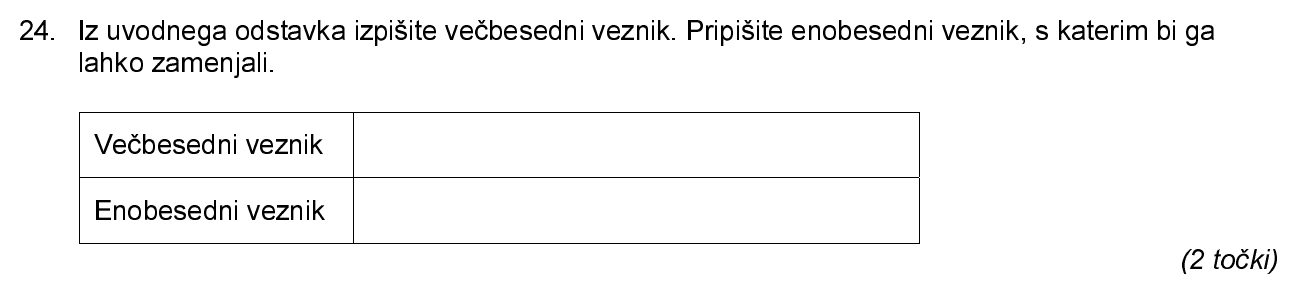 24. Iz uvodnega odstavka izpišite večbesedni veznik. Pripišite enobesedni veznik, s katerim bi ga
lahko zamenjali.
Večbesedni veznik
Enobesedni veznik
(2 točki)